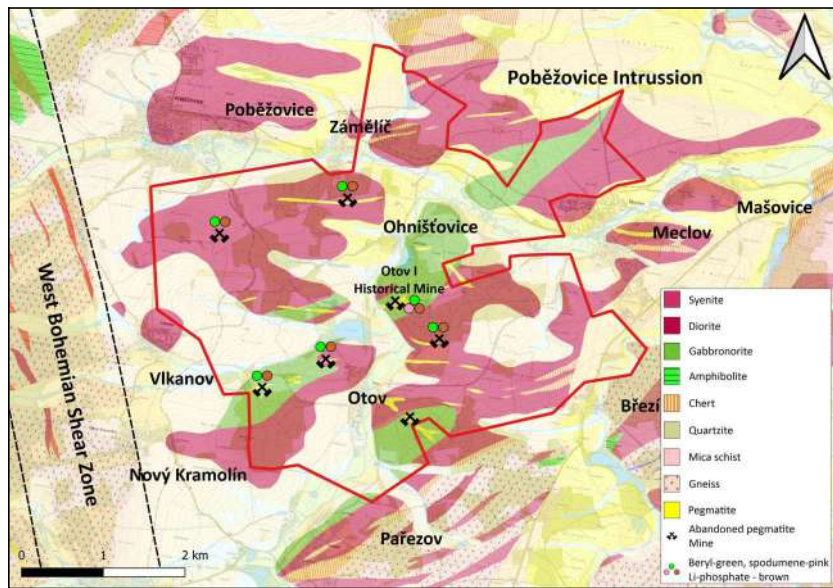 Poběžovice Intrussion
Poběžovice
Zámělíč
Mašovice
Ohnišťovice
Meclov
Otov I
Historical Mine
West Bohemian Shear Zone
Vlkanov
Otov
Březí
Nový Kramolín
Pařezov
0 1 2 km
Syenite
Diorite
Gabbronorite
Amphibolite
Chert
Quartzite
Mica schist
Gneiss
Pegmatite
Abandoned pegmatite
Mine
Beryl-green, spodumene-pink
Li-phosphate - brown